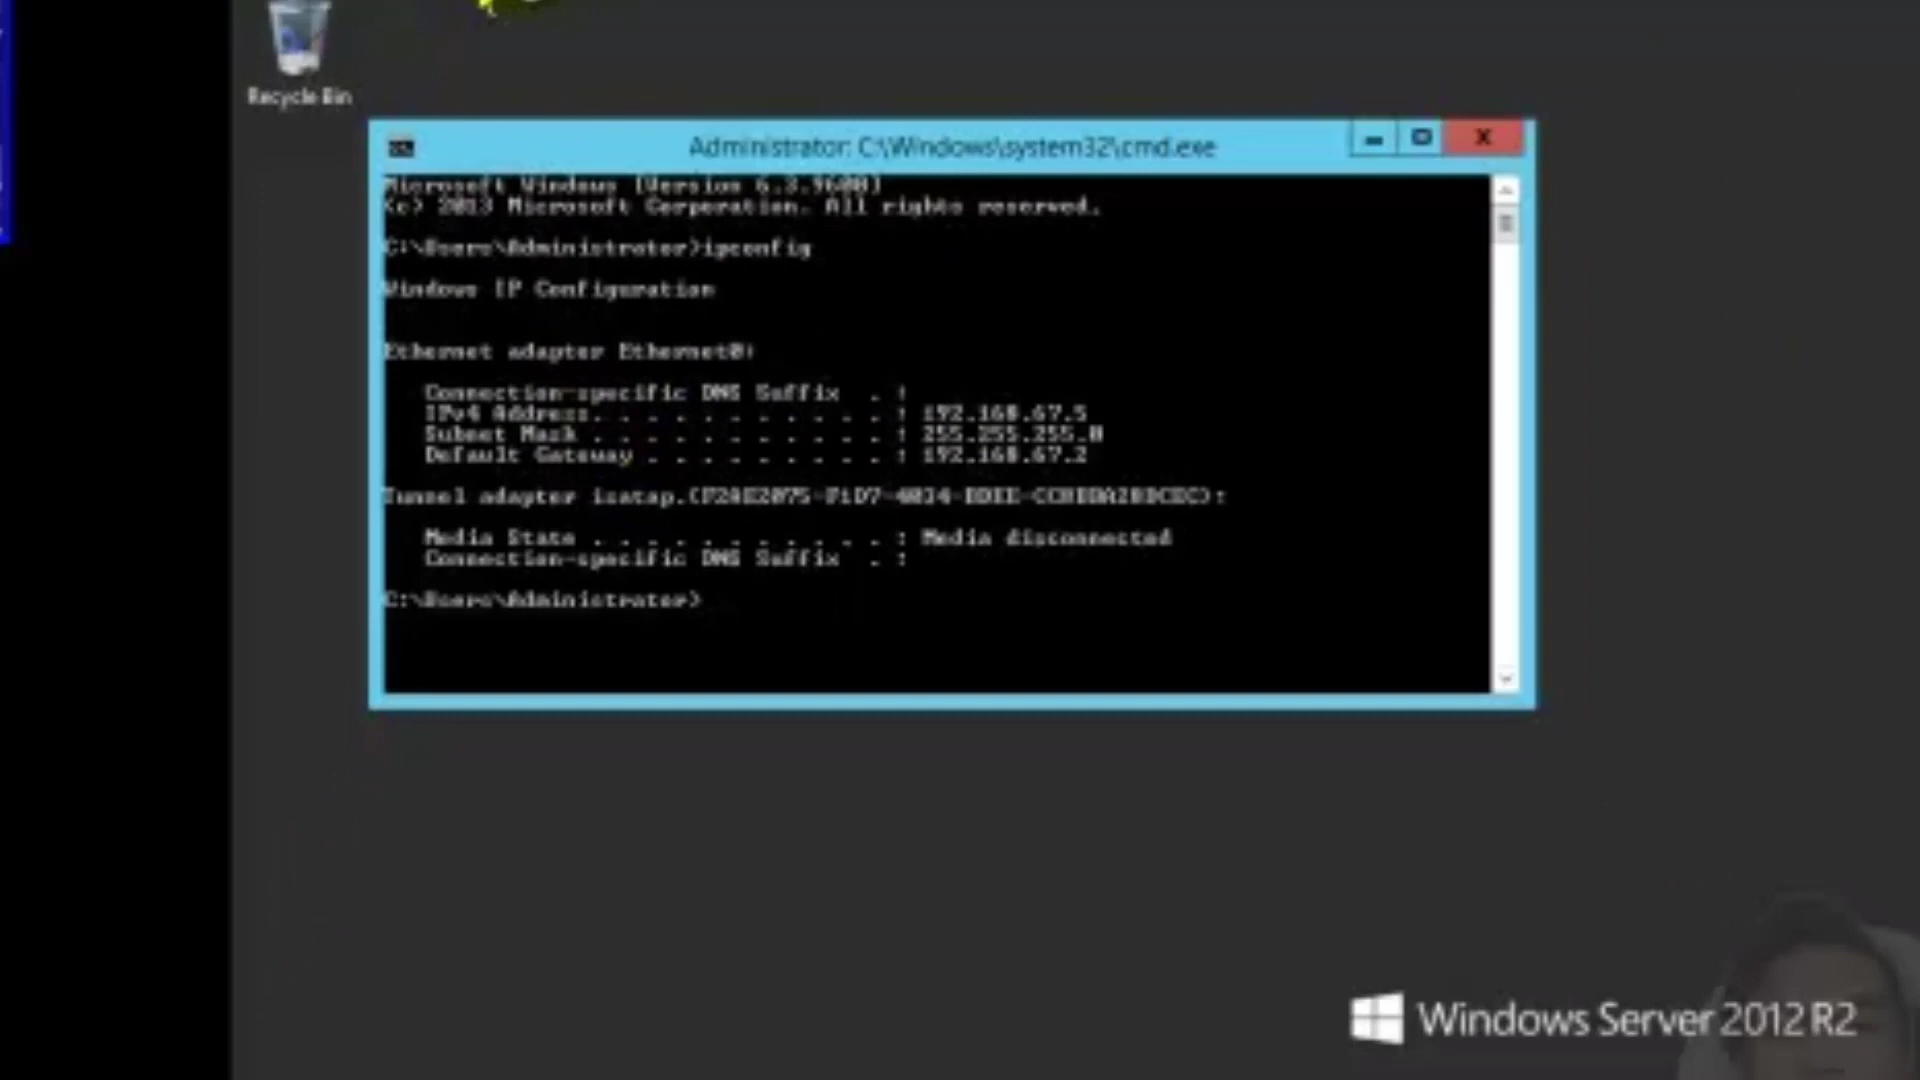 Recycle Bin
Administrator: C:\Windows\system32\cmd.exe
Microsoft Windows [Version 6.3.9600]
(c) 2013 Microsoft Corporation. All rights reserved.
C:\Users\Administrator>ipconfig
Windows IP Configuration
Ethernet adapter Ethernet0:
Connection-specific DNS Suffix . :
IPv4 Address. . . . . . . . . . . : 192.168.67.5
Subnet Mask . . . . . . . . . . . : 255.255.255.0
Default Gateway . . . . . . . . . : 192.168.67.2
Tunnel adapter
Media State . . . . . . . . . . . : Media disconnected
Connection-specific DNS Suffix . :
C:\Users\Administrator>
Windows Server 2012 R2